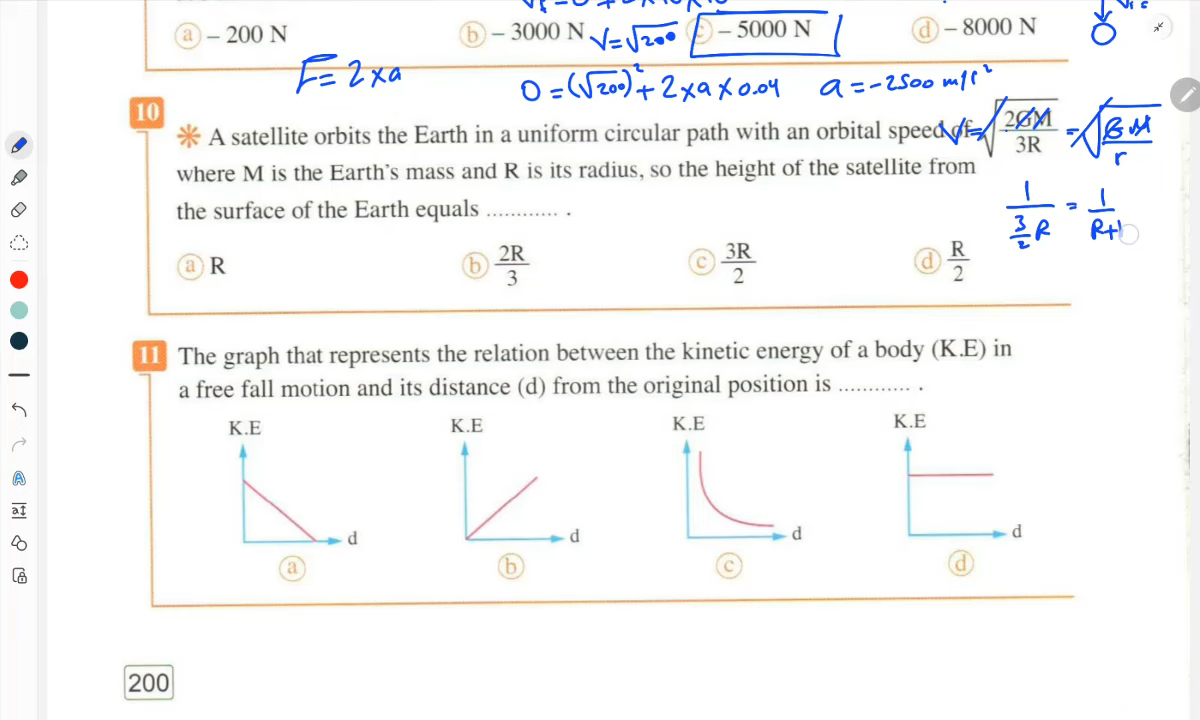 a – 200 N b – 3000 N V=√200 c – 5000 N d – 8000 N
F= 2×a
0 =(√200)² + 2×a×0.04 a=-2500 m/s²
10
A satellite orbits the Earth in a uniform circular path with an orbital speed of V= √2GM/3R = √GM/r
where M is the Earth's mass and R is its radius, so the height of the satellite from
the surface of the Earth equals ............ .
1/(3/2 R) = 1/R+
a R b 2R/3 c 3R/2 d R/2
11 The graph that represents the relation between the kinetic energy of a body (K.E) in
a free fall motion and its distance (d) from the original position is ............ .
K.E K.E K.E K.E
d d d d
a b c d
200